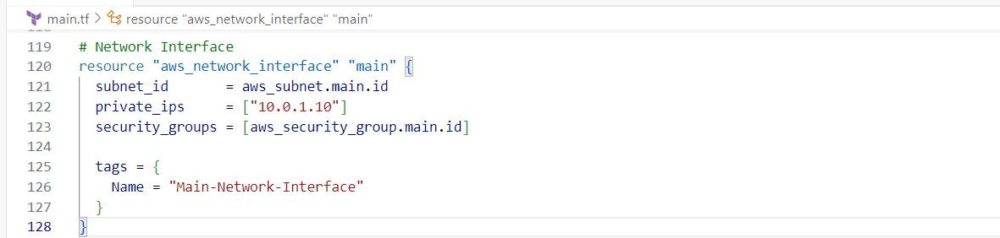 main.tf > resource "aws_network_interface" "main"
119 # Network Interface
120 resource "aws_network_interface" "main" {
121   subnet_id       = aws_subnet.main.id
122   private_ips     = ["10.0.1.10"]
123   security_groups = [aws_security_group.main.id]
124
125   tags = {
126     Name = "Main-Network-Interface"
127   }
128 }